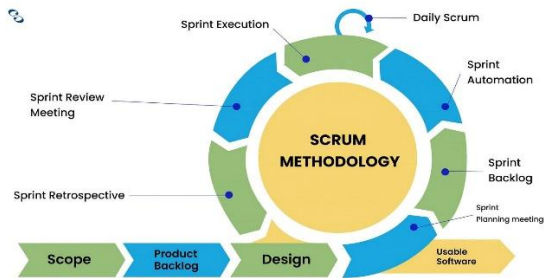 Daily Scrum
Sprint Execution
Sprint
Automation
Sprint Review
Meeting
SCRUM
METHODOLOGY
Sprint
Backlog
Sprint Retrospective
Sprint
Planning meeting
Scope
Product
Backlog
Design
Usable
Software